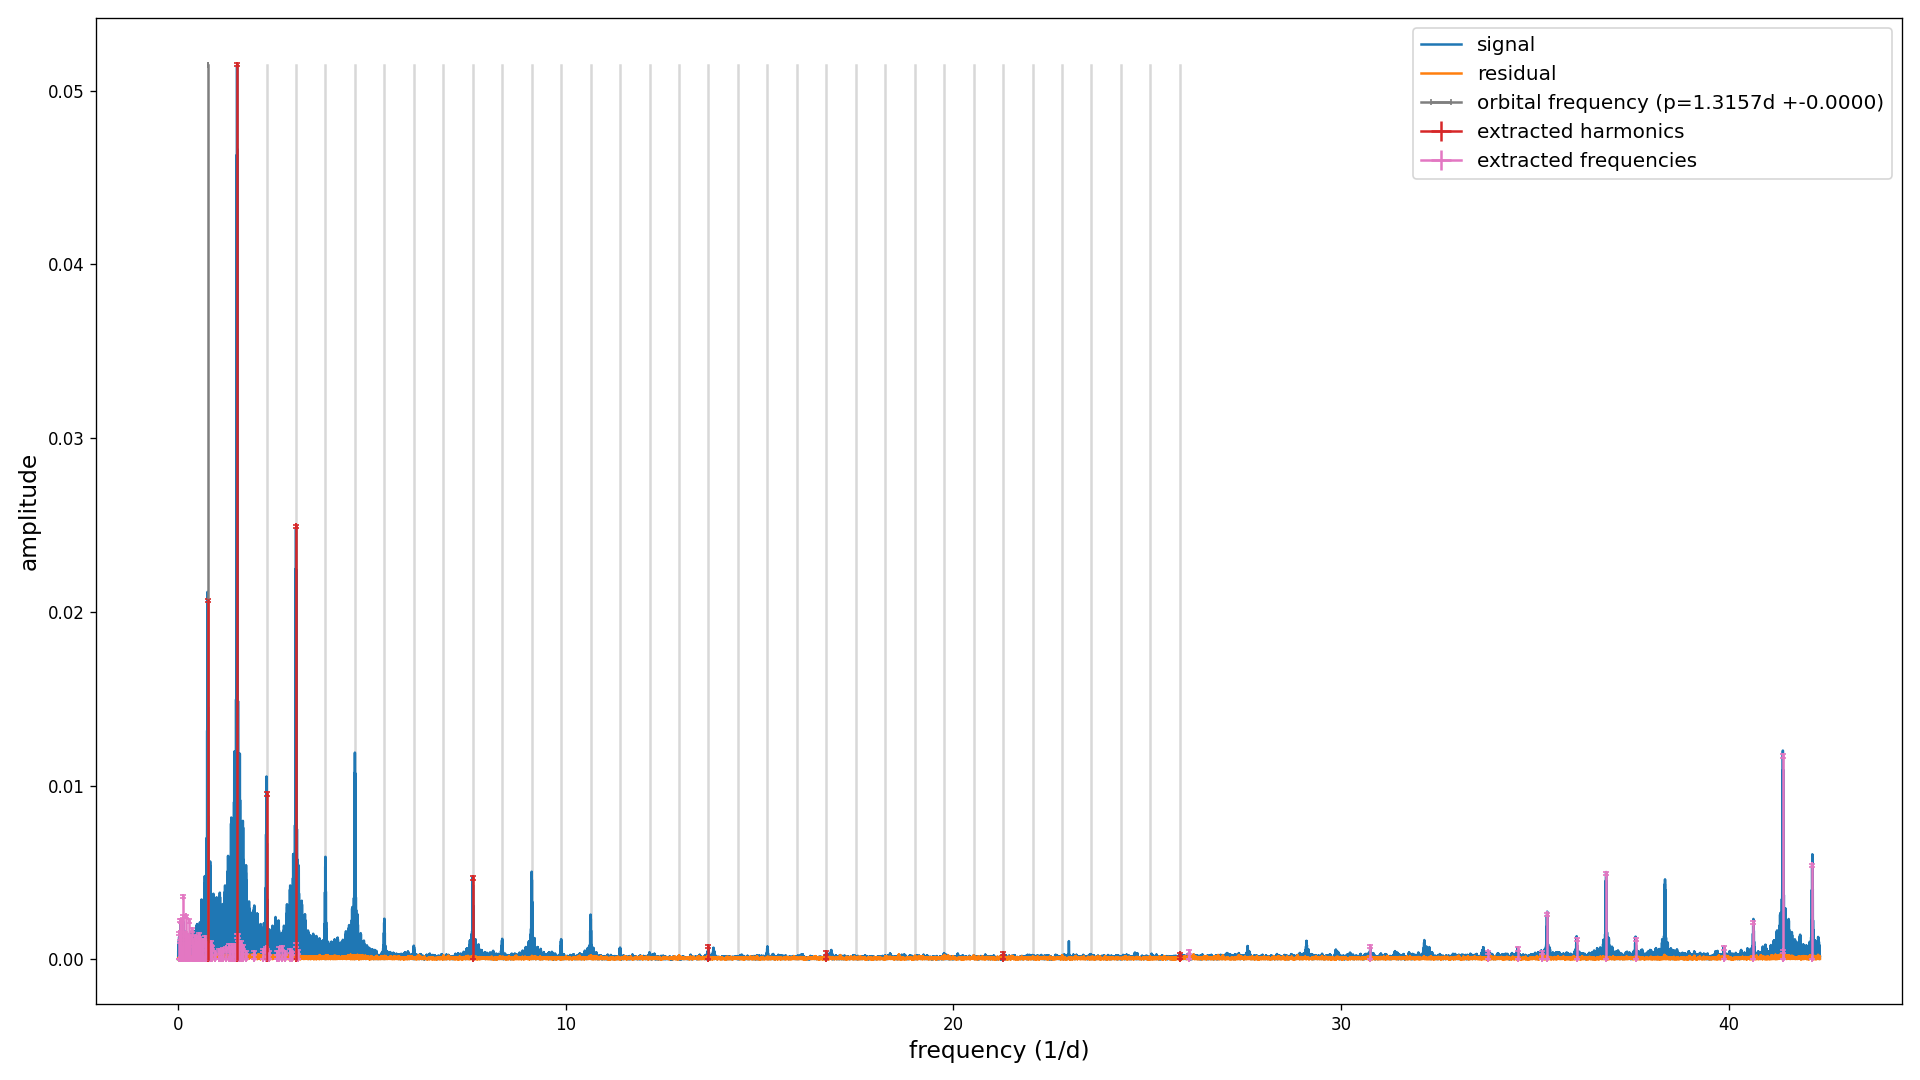 signal
residual
orbital frequency (p=1.3157d +-0.0000)
extracted harmonics
extracted frequencies
0.05
0.04
0.03
0.02
0.01
0.00
amplitude
0 10 20 30 40
frequency (1/d)